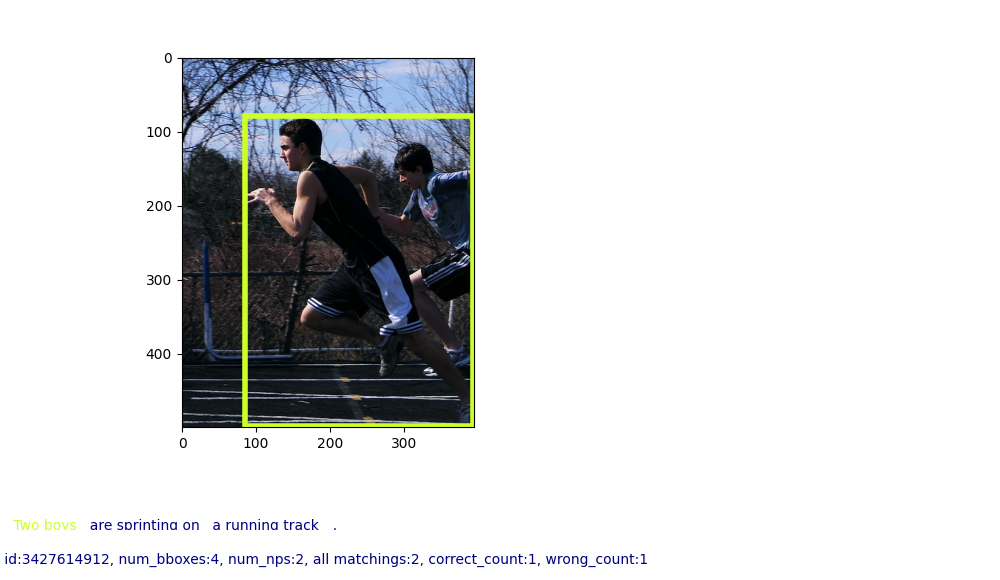 0
100
200
300
400
0 100 200 300
Two boys are sprinting on a running track .
id:3427614912, num_bboxes:4, num_nps:2, all matchings:2, correct_count:1, wrong_count:1